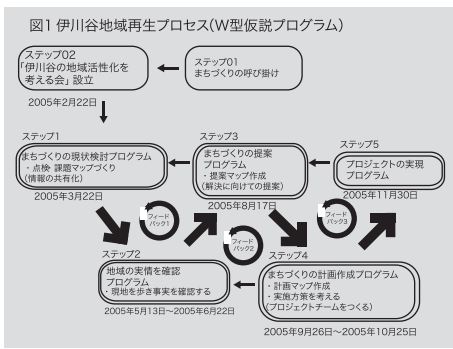 図1 伊川谷地域再生プロセス(W型仮説プログラム)
ステップ02
「伊川谷の地域活性化を
考える会」設立
2005年2月22日
ステップ01
まちづくりの呼び掛け
ステップ1
まちづくりの現状検討プログラム
・点検・課題マップづくり
(情報の共有化)
2005年3月22日
ステップ3
まちづくりの提案
プログラム
・提案マップ作成
(解決に向けての提案)
2005年8月17日
ステップ5
プロジェクトの実現
プログラム
2005年11月30日
フィード
バック1
フィード
バック2
フィード
バック3
ステップ2
地域の実情を確認
プログラム
・現地を歩き事実を確認する
2005年5月13日〜2005年6月22日
ステップ4
まちづくりの計画作成プログラム
・計画マップ作成
・実施方策を考える
(プロジェクトチームをつくる)
2005年9月26日〜2005年10月25日